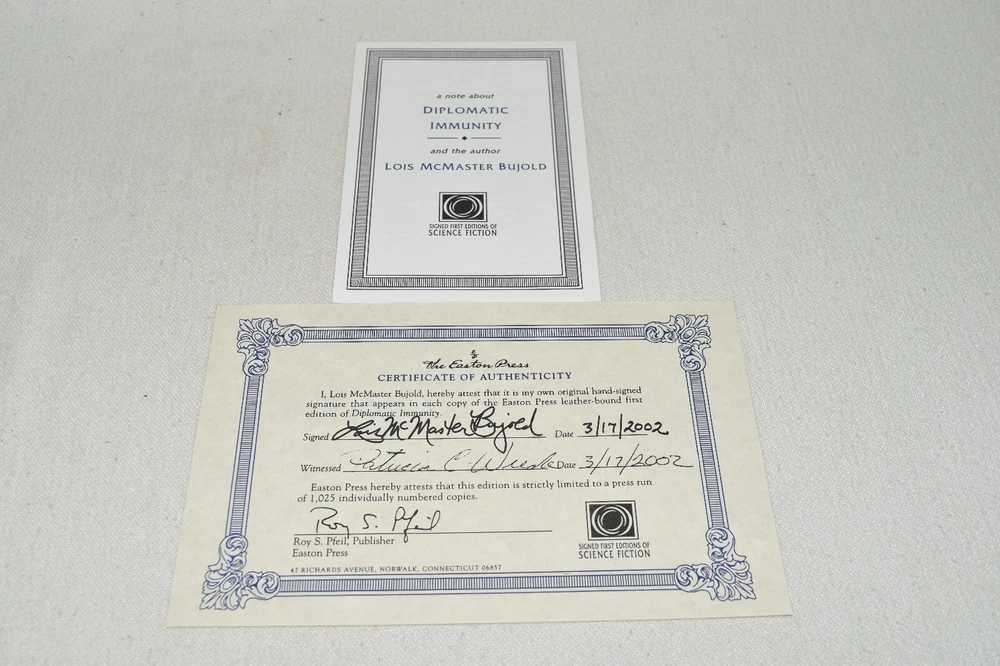 a note about
DIPLOMATIC
IMMUNITY
and the author
LOIS MCMASTER BUJOLD
SIGNED FIRST EDITIONS OF
SCIENCE FICTION
The Easton Press
CERTIFICATE OF AUTHENTICITY
I, Lois McMaster Bujold, hereby attest that it is my own original hand-signed
signature that appears in each copy of the Easton Press leather-bound first
edition of Diplomatic Immunity.
Signed Lois McMaster Bujold Date 3/17/2002
Witnessed Patricia C Date 3/17/2002
Easton Press hereby attests that this edition is strictly limited to a press run
of 1,025 individually numbered copies.
Roy S. Pfeil
Roy S. Pfeil, Publisher
Easton Press
SIGNED FIRST EDITIONS OF
SCIENCE FICTION
47 RICHARDS AVENUE, NORWALK, CONNECTICUT 06857